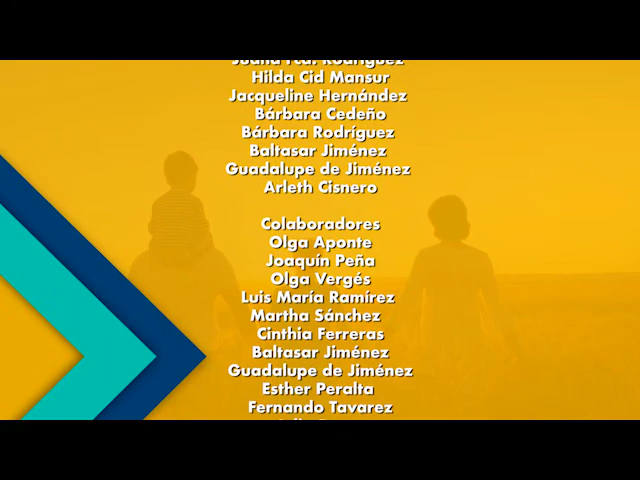 Hilda Cid Mansur
Jacqueline Hernández
Bárbara Cedeño
Bárbara Rodríguez
Baltasar Jiménez
Guadalupe de Jiménez
Arleth Cisnero
Colaboradores
Olga Aponte
Joaquín Peña
Olga Vergés
Luis María Ramírez
Martha Sánchez
Cinthia Ferreras
Baltasar Jiménez
Guadalupe de Jiménez
Esther Peralta
Fernando Tavarez